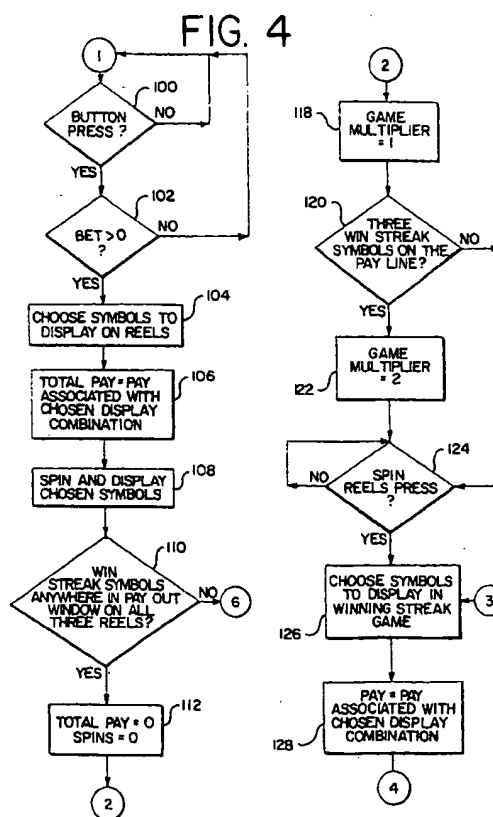 FIG. 4
1
100
BUTTON
PRESS ?
NO
YES
102
BET > 0
?
NO
YES
104
CHOOSE SYMBOLS TO
DISPLAY ON REELS
106
TOTAL PAY = PAY
ASSOCIATED WITH
CHOSEN DISPLAY
COMBINATION
108
SPIN AND DISPLAY
CHOSEN SYMBOLS
110
WIN
STREAK SYMBOLS
ANYWHERE IN PAY OUT
WINDOW ON ALL
THREE REELS?
NO
6
YES
112
TOTAL PAY = 0
SPINS = 0
2
2
118
GAME
MULTIPLIER
= 1
120
THREE
WIN STREAK
SYMBOLS ON THE
PAY LINE?
NO
YES
GAME
MULTIPLIER
= 2
122
124
SPIN
REELS PRESS
?
NO
YES
CHOOSE SYMBOLS
TO DISPLAY IN
WINNING STREAK
GAME
126
3
PAY = PAY
ASSOCIATED WITH
CHOSEN DISPLAY
COMBINATION
128
4